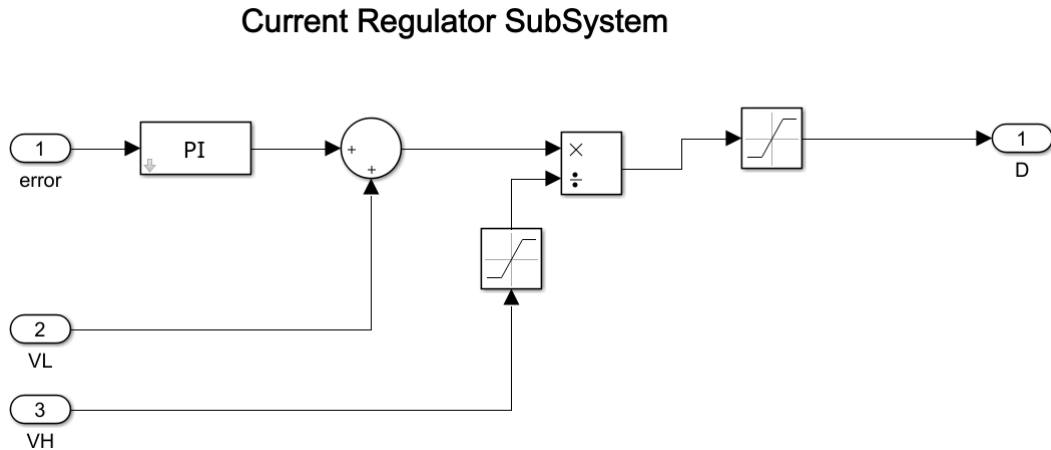 Current Regulator SubSystem
1
error
PI
+
+
×
÷
1
D
2
VL
3
VH